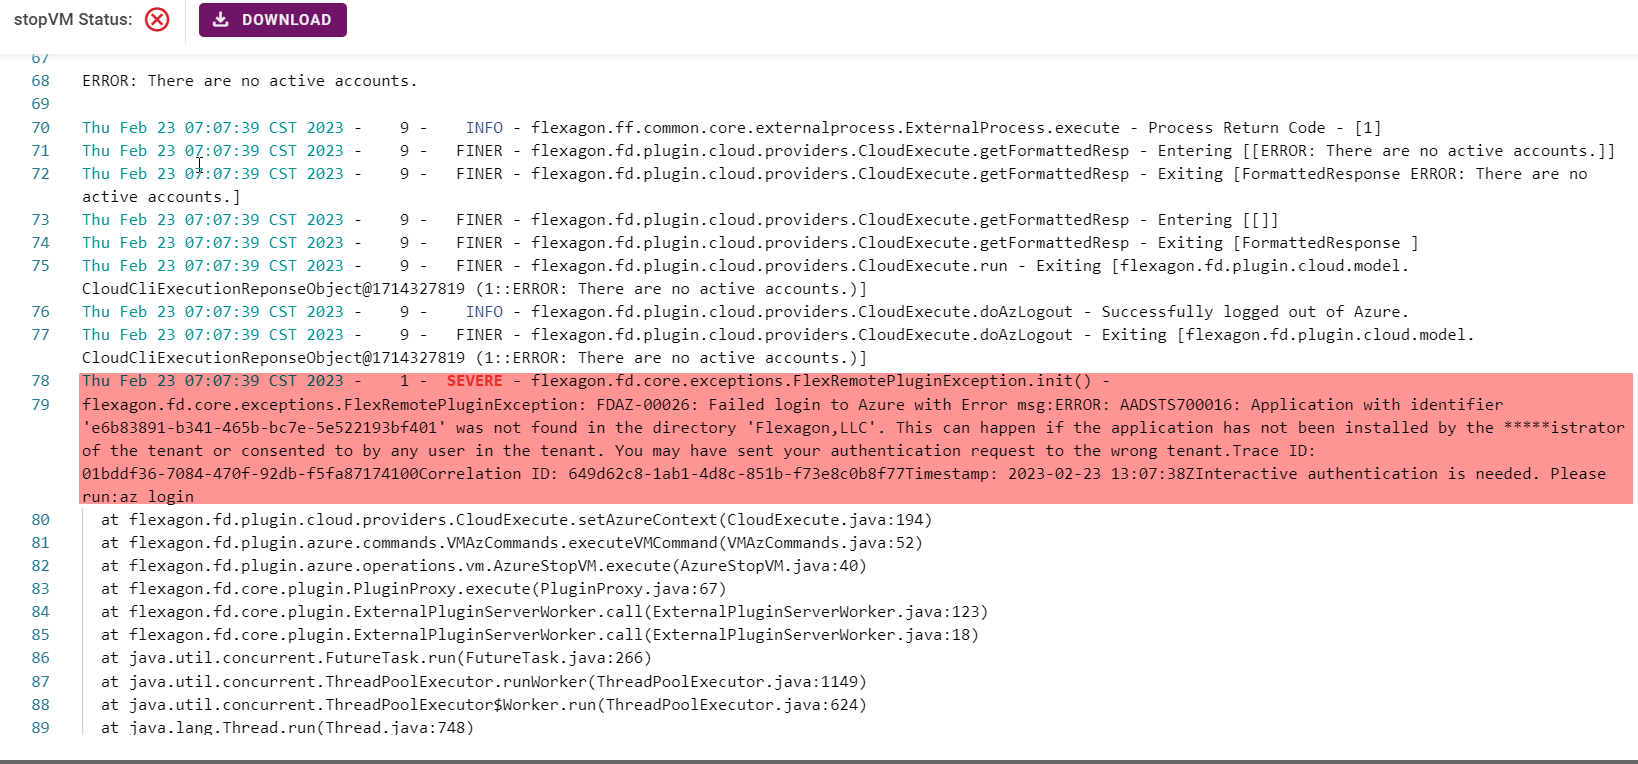 stopVM Status: DOWNLOAD
67
68 ERROR: There are no active accounts.
69
70 Thu Feb 23 07:07:39 CST 2023 - 9 - INFO - flexagon.ff.common.core.externalprocess.ExternalProcess.execute - Process Return Code - [1]
71 Thu Feb 23 07:07:39 CST 2023 - 9 - FINER - flexagon.fd.plugin.cloud.providers.CloudExecute.getFormattedResp - Entering [[ERROR: There are no active accounts.]]
72 Thu Feb 23 07:07:39 CST 2023 - 9 - FINER - flexagon.fd.plugin.cloud.providers.CloudExecute.getFormattedResp - Exiting [FormattedResponse ERROR: There are no
active accounts.]
73 Thu Feb 23 07:07:39 CST 2023 - 9 - FINER - flexagon.fd.plugin.cloud.providers.CloudExecute.getFormattedResp - Entering [[]]
74 Thu Feb 23 07:07:39 CST 2023 - 9 - FINER - flexagon.fd.plugin.cloud.providers.CloudExecute.getFormattedResp - Exiting [FormattedResponse ]
75 Thu Feb 23 07:07:39 CST 2023 - 9 - FINER - flexagon.fd.plugin.cloud.providers.CloudExecute.run - Exiting [flexagon.fd.plugin.cloud.model.
CloudCliExecutionReponseObject@1714327819 (1::ERROR: There are no active accounts.)]
76 Thu Feb 23 07:07:39 CST 2023 - 9 - INFO - flexagon.fd.plugin.cloud.providers.CloudExecute.doAzLogout - Successfully logged out of Azure.
77 Thu Feb 23 07:07:39 CST 2023 - 9 - FINER - flexagon.fd.plugin.cloud.providers.CloudExecute.doAzLogout - Exiting [flexagon.fd.plugin.cloud.model.
CloudCliExecutionReponseObject@1714327819 (1::ERROR: There are no active accounts.)]
78 Thu Feb 23 07:07:39 CST 2023 - 1 - SEVERE - flexagon.fd.core.exceptions.FlexRemotePluginException.init() -
79 flexagon.fd.core.exceptions.FlexRemotePluginException: FDAZ-00026: Failed login to Azure with Error msg:ERROR: AADSTS700016: Application with identifier
'e6b83891-b341-465b-bc7e-5e522193bf401' was not found in the directory 'Flexagon,LLC'. This can happen if the application has not been installed by the *****istrator
of the tenant or consented to by any user in the tenant. You may have sent your authentication request to the wrong tenant.Trace ID:
01bddf36-7084-470f-92db-f5fa87174100Correlation ID: 649d62c8-1ab1-4d8c-851b-f73e8c0b8f77Timestamp: 2023-02-23 13:07:38ZInteractive authentication is needed. Please
run:az login
80 at flexagon.fd.plugin.cloud.providers.CloudExecute.setAzureContext(CloudExecute.java:194)
81 at flexagon.fd.plugin.azure.commands.VMAzCommands.executeVMCommand(VMAzCommands.java:52)
82 at flexagon.fd.plugin.azure.operations.vm.AzureStopVM.execute(AzureStopVM.java:40)
83 at flexagon.fd.core.plugin.PluginProxy.execute(PluginProxy.java:67)
84 at flexagon.fd.core.plugin.ExternalPluginServerWorker.call(ExternalPluginServerWorker.java:123)
85 at flexagon.fd.core.plugin.ExternalPluginServerWorker.call(ExternalPluginServerWorker.java:18)
86 at java.util.concurrent.FutureTask.run(FutureTask.java:266)
87 at java.util.concurrent.ThreadPoolExecutor.runWorker(ThreadPoolExecutor.java:1149)
88 at java.util.concurrent.ThreadPoolExecutor$Worker.run(ThreadPoolExecutor.java:624)
89 at java.lang.Thread.run(Thread.java:748)